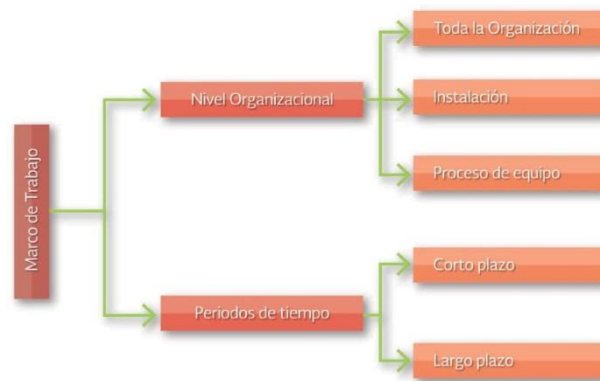 Marco de Trabajo
Nivel Organizacional
Toda la Organización
Instalación
Proceso de equipo
Periodos de tiempo
Corto plazo
Largo plazo